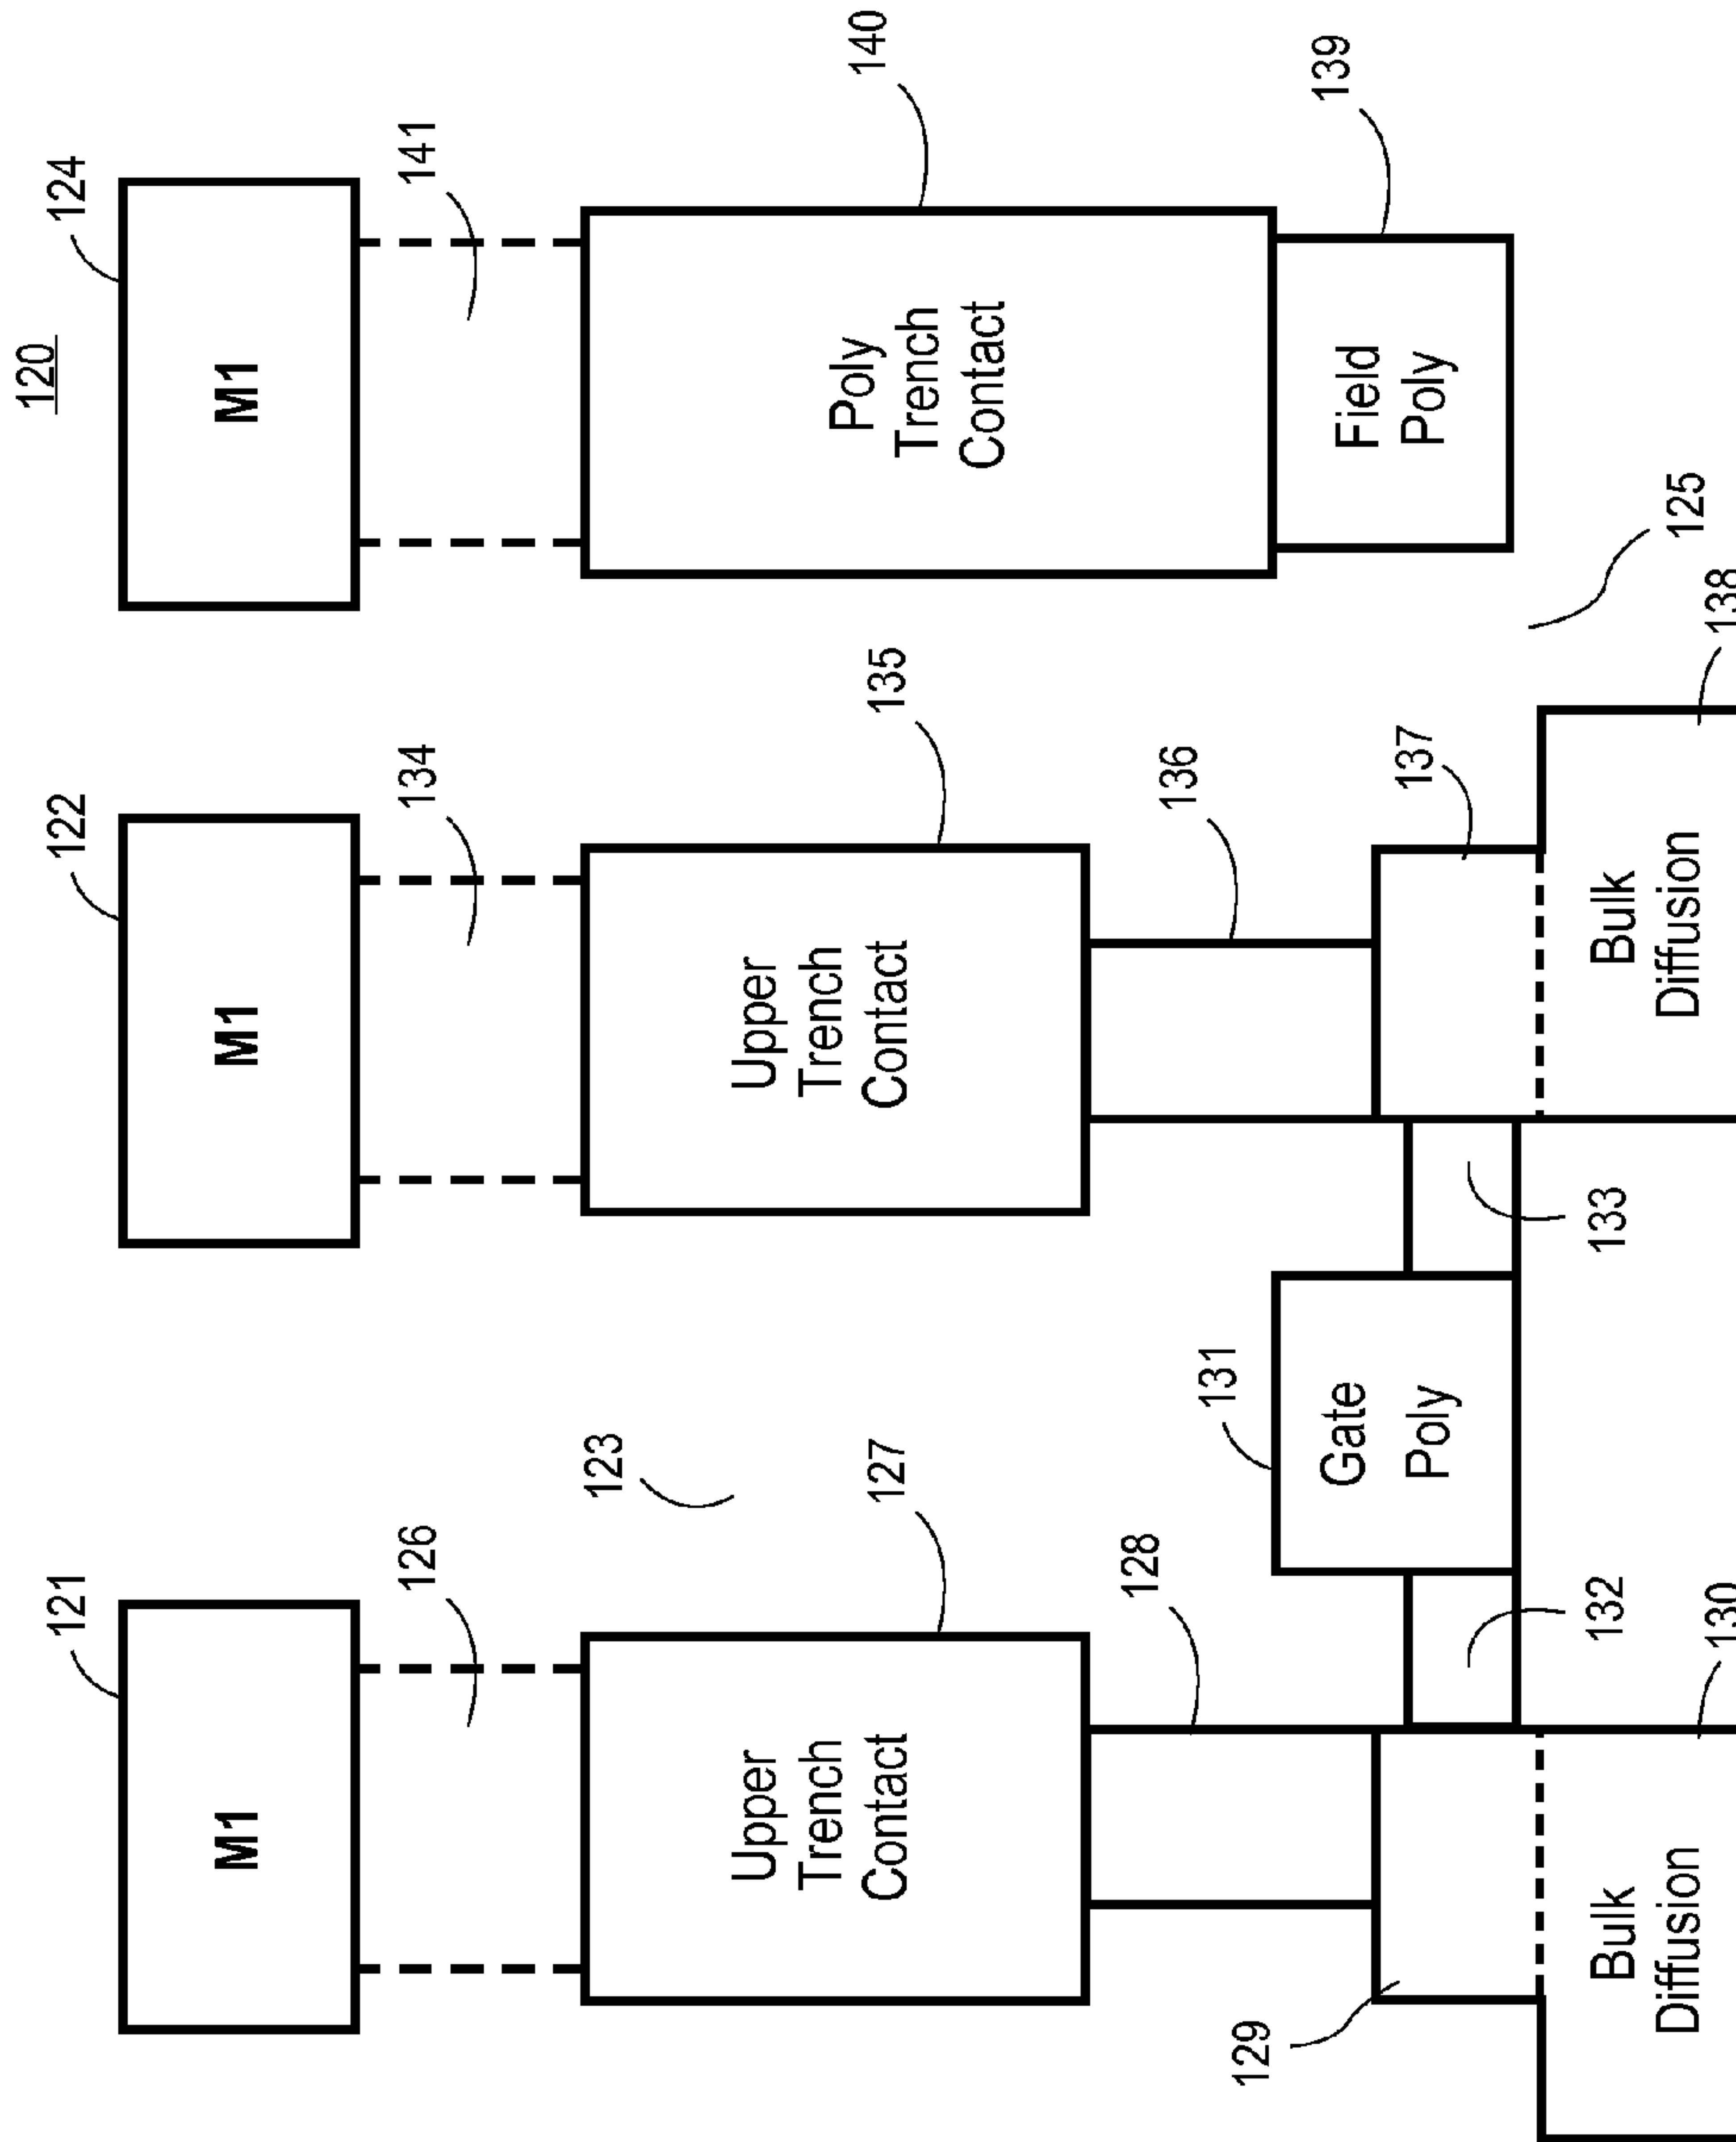 120
121
122
124
M1
M1
M1
126
134
141
123
Upper
Trench
Contact
127
Upper
Trench
Contact
135
Poly
Trench
Contact
140
128
136
131
129
139
Gate
Poly
Field
Poly
137
132
133
125
Bulk
Diffusion
130
Bulk
Diffusion
138